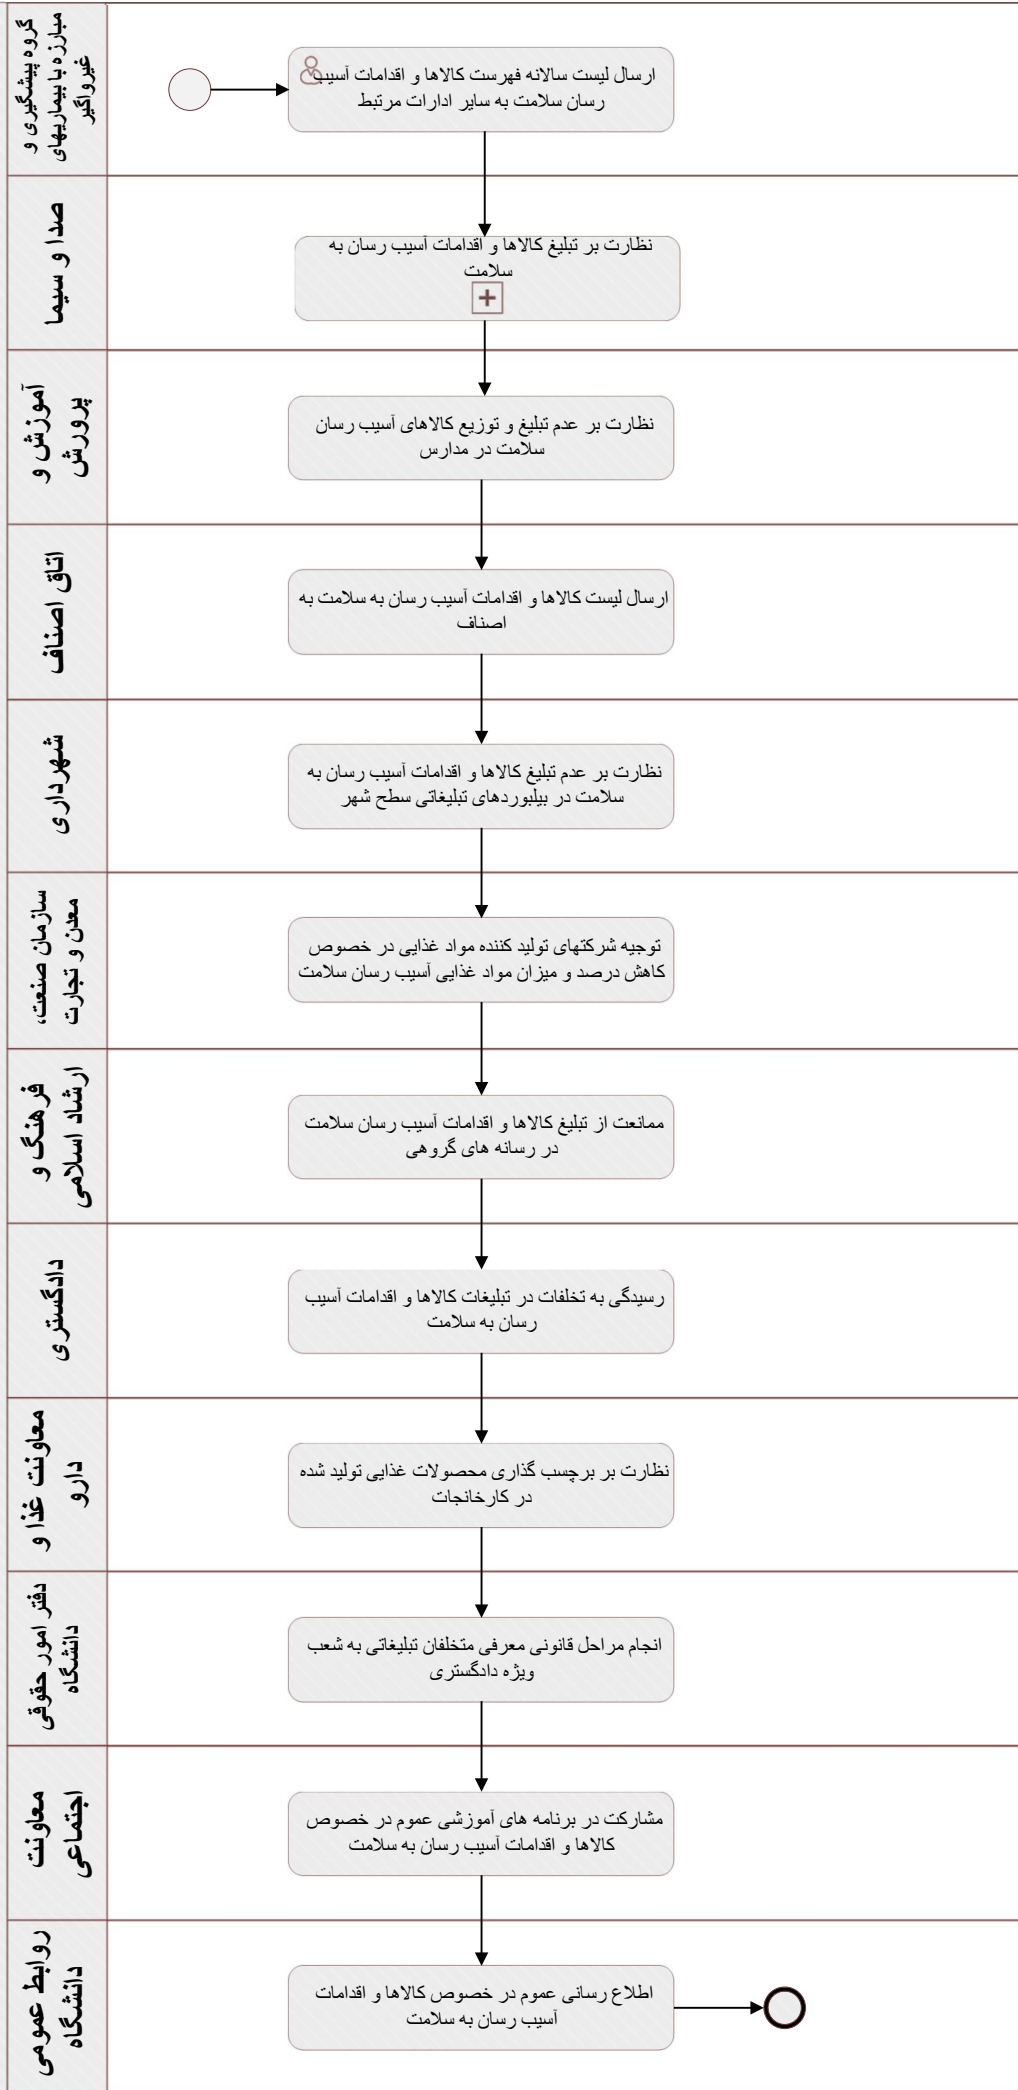 گروه پیشگیری و
مبارزه با بیماریهای
غیرواگیر
ارسال لیست سالانه فهرست کالاها و اقدامات آسیب
رسان سلامت به سایر ادارات مرتبط
صدا و سیما
نظارت بر تبلیغ کالاها و اقدامات آسیب رسان به
سلامت
آموزش و
پرورش
نظارت بر عدم تبلیغ و توزیع کالاهای آسیب رسان
سلامت در مدارس
اتاق اصناف
ارسال لیست کالاها و اقدامات آسیب رسان به سلامت به
اصناف
شهرداری
نظارت بر عدم تبلیغ کالاها و اقدامات آسیب رسان به
سلامت در بیلبوردهای تبلیغاتی سطح شهر
سازمان صنعت،
معدن و تجارت
توجیه شرکتهای تولید کننده مواد غذایی در خصوص
کاهش درصد و میزان مواد غذایی آسیب رسان سلامت
فرهنگ و
ارشاد اسلامی
ممانعت از تبلیغ کالاها و اقدامات آسیب رسان سلامت
در رسانه های گروهی
دادگستری
رسیدگی به تخلفات در تبلیغات کالاها و اقدامات آسیب
رسان به سلامت
معاونت غذا و
دارو
نظارت بر برچسب گذاری محصولات غذایی تولید شده
در کارخانجات
دفتر امور حقوقی
دانشگاه
انجام مراحل قانونی معرفی متخلفان تبلیغاتی به شعب
ویژه دادگستری
معاونت
اجتماعی
مشارکت در برنامه های آموزشی عموم در خصوص
کالاها و اقدامات آسیب رسان به سلامت
روابط عمومی
دانشگاه
اطلاع رسانی عموم در خصوص کالاها و اقدامات
آسیب رسان به سلامت